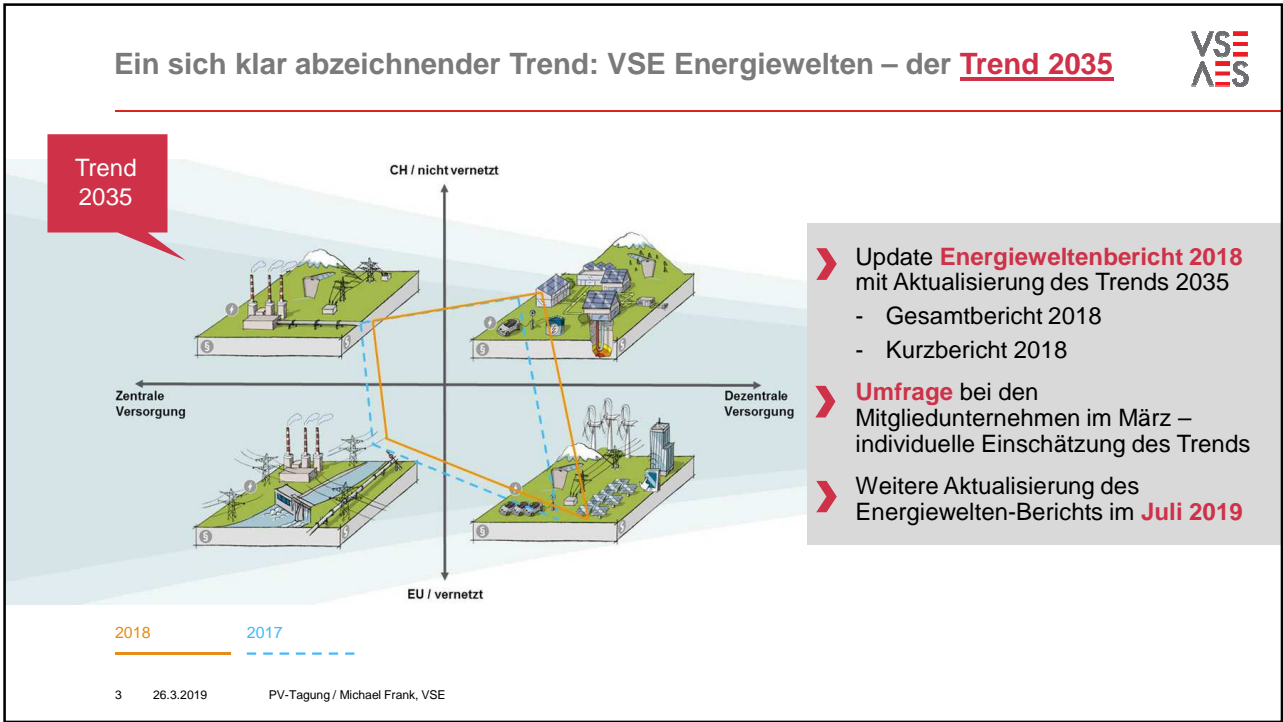 Ein sich klar abzeichnender Trend: VSE Energiewelten – der Trend 2035
VSE
AES
Trend
2035
CH / nicht vernetzt
Zentrale
Versorgung
Dezentrale
Versorgung
EU / vernetzt
Update Energieweltenbericht 2018
mit Aktualisierung des Trends 2035
- Gesamtbericht 2018
- Kurzbericht 2018
Umfrage bei den
Mitgliedunternehmen im März –
individuelle Einschätzung des Trends
Weitere Aktualisierung des
Energiewelten-Berichts im Juli 2019
2018
2017
3 26.3.2019 PV-Tagung / Michael Frank, VSE